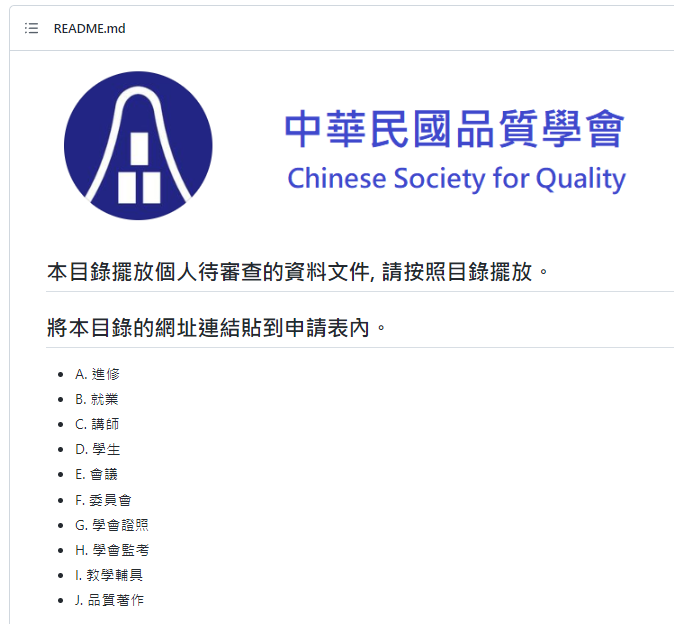 README.md
中華民國品質學會
Chinese Society for Quality
本目錄擺放個人待審查的資料文件, 請按照目錄擺放。
將本目錄的網址連結貼到申請表內。
A. 進修
B. 就業
C. 講師
D. 學生
E. 會議
F. 委員會
G. 學會證照
H. 學會監考
I. 教學輔具
J. 品質著作